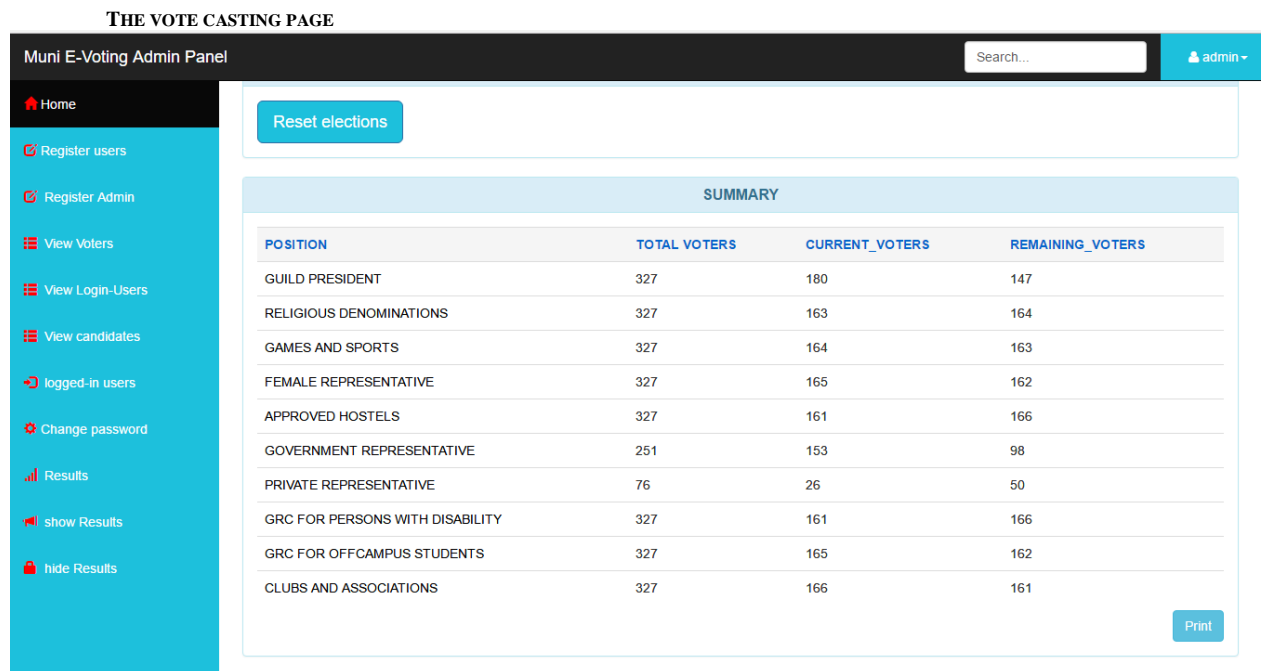 THE VOTE CASTING PAGE
Muni E-Voting Admin Panel Search... admin
Home
Register users
Register Admin
View Voters
View Login-Users
View candidates
logged-in users
Change password
Results
show Results
hide Results
Reset elections
SUMMARY
POSITION TOTAL VOTERS CURRENT_VOTERS REMAINING_VOTERS
GUILD PRESIDENT 327 180 147
RELIGIOUS DENOMINATIONS 327 163 164
GAMES AND SPORTS 327 164 163
FEMALE REPRESENTATIVE 327 165 162
APPROVED HOSTELS 327 161 166
GOVERNMENT REPRESENTATIVE 251 153 98
PRIVATE REPRESENTATIVE 76 26 50
GRC FOR PERSONS WITH DISABILITY 327 161 166
GRC FOR OFFCAMPUS STUDENTS 327 165 162
CLUBS AND ASSOCIATIONS 327 166 161
Print